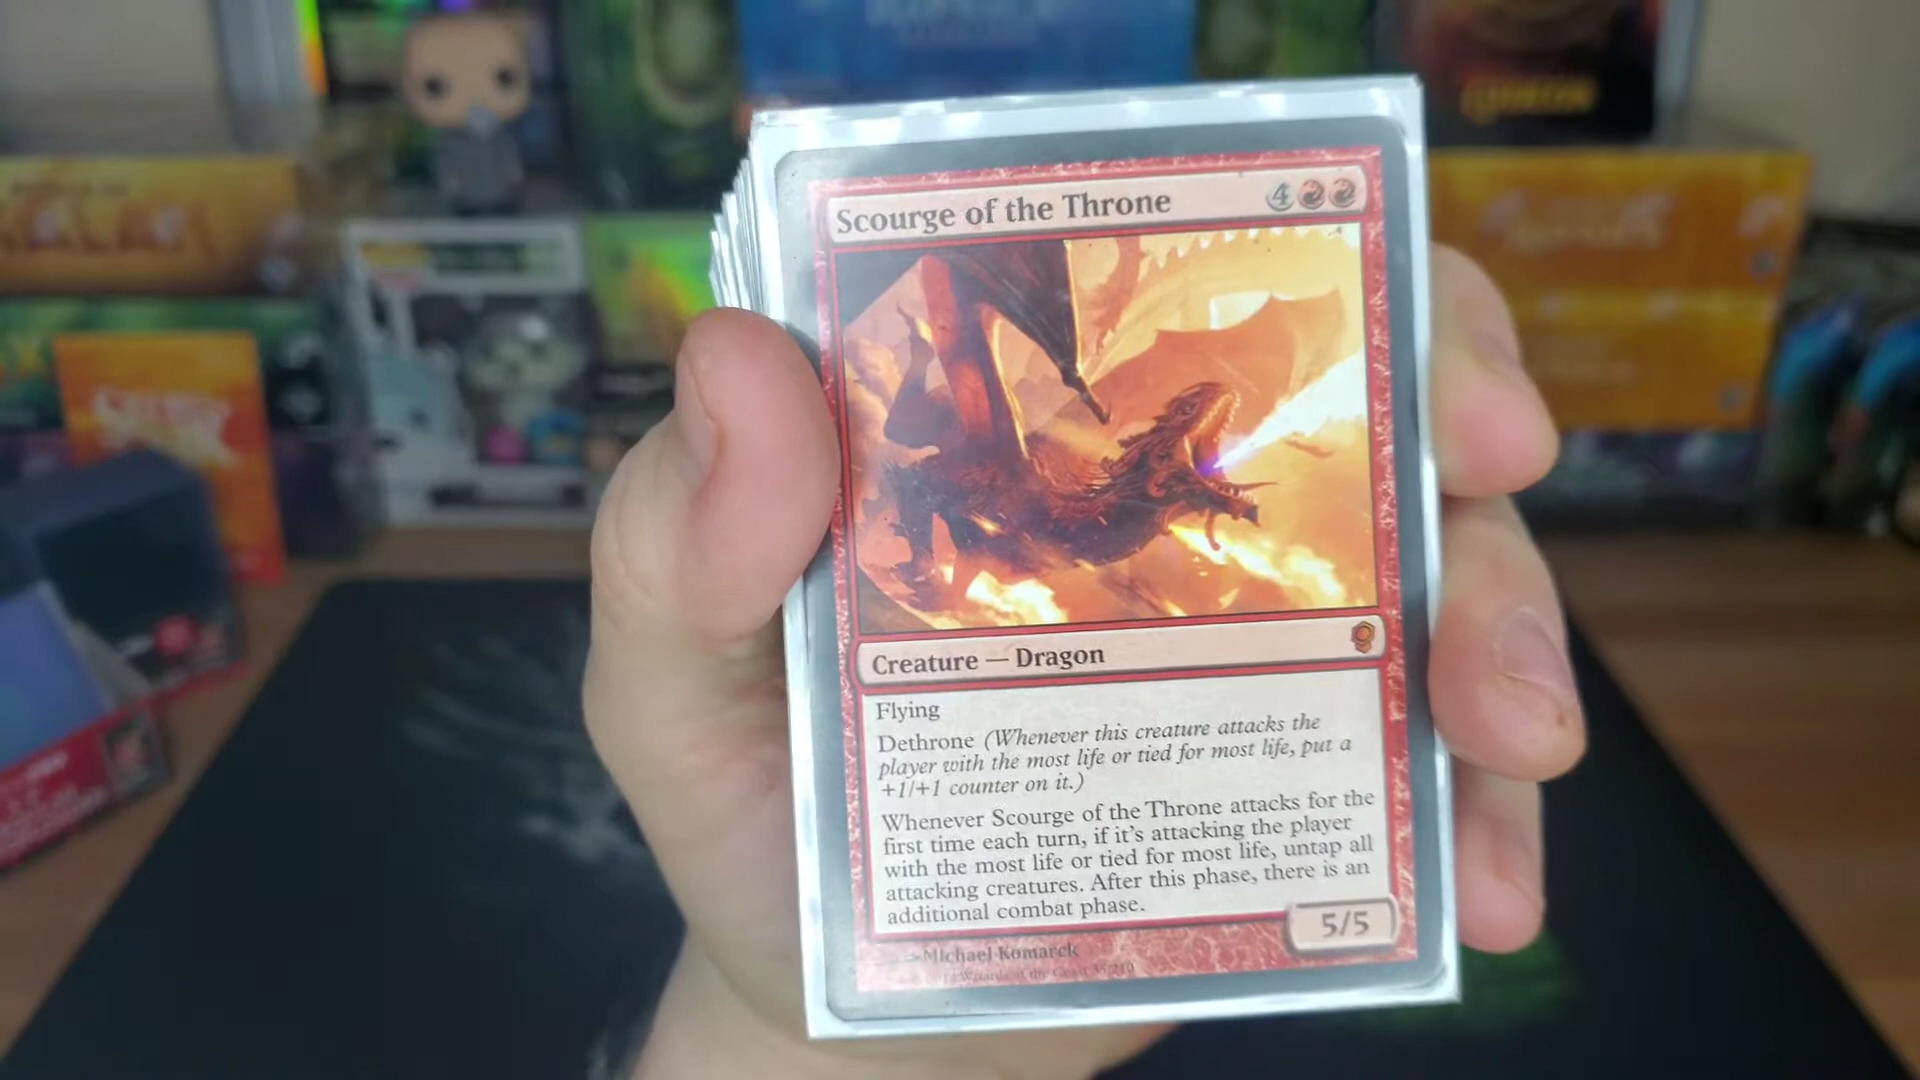 Scourge of the Throne
4
Creature — Dragon
Flying
Dethrone (Whenever this creature attacks the
player with the most life or tied for most life, put a
+1/+1 counter on it.)
Whenever Scourge of the Throne attacks for the
first time each turn, if it's attacking the player
with the most life or tied for most life, untap all
attacking creatures. After this phase, there is an
additional combat phase.
5/5
Michael Komarck